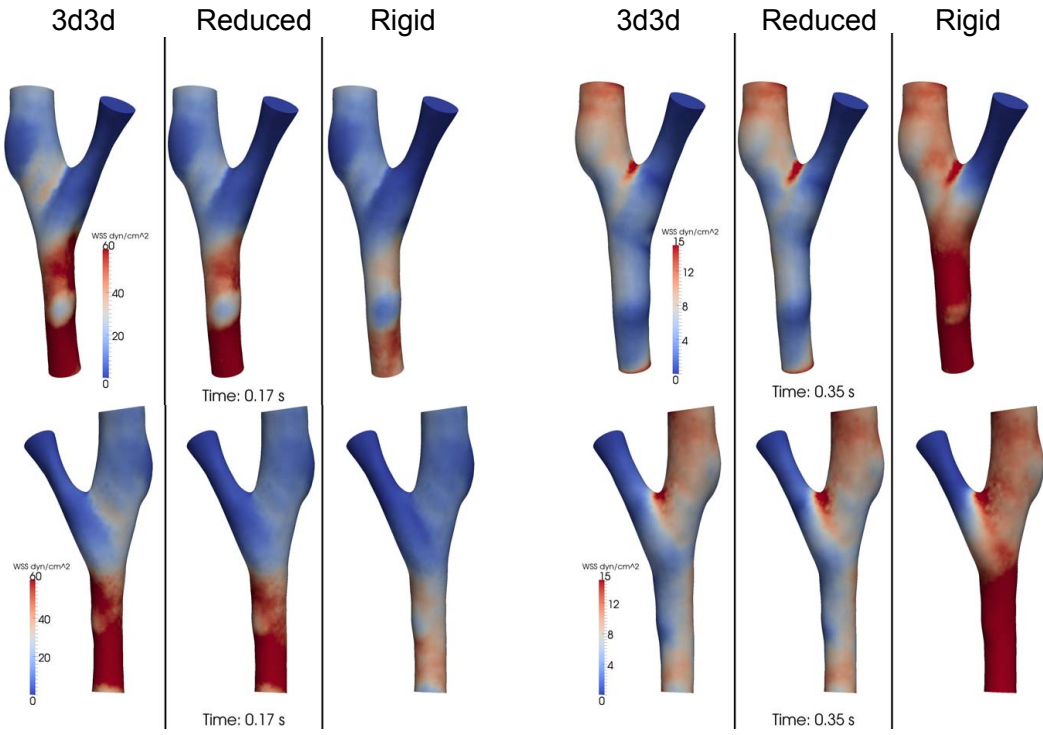 3d3d Reduced Rigid 3d3d Reduced Rigid
WSS dyn/cm^2
60
40
20
0
Time: 0.17 s
WSS dyn/cm^2
15
12
8
4
0
Time: 0.35 s
WSS dyn/cm^2
60
40
20
0
Time: 0.17 s
WSS dyn/cm^2
15
12
8
4
0
Time: 0.35 s